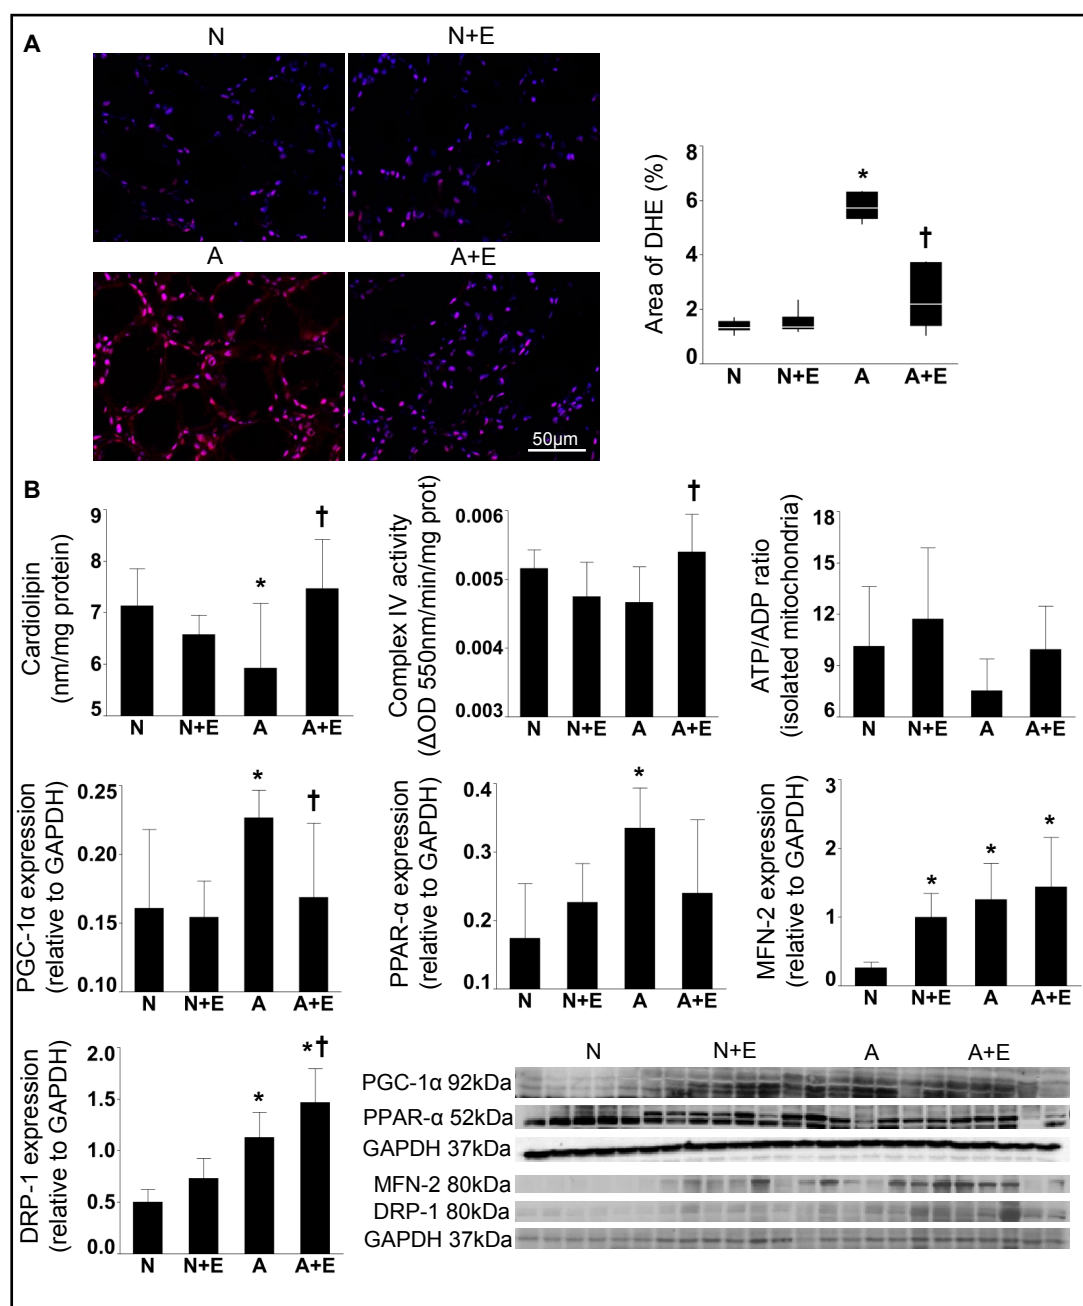 A
N N+E
A A+E
50µm
Area of DHE (%)
8
6
4
2
0
*
†
N N+E A A+E
B
Cardiolipin
(nm/mg protein)
9
8
7
6
5
*
†
N N+E A A+E
Complex IV activity
(ΔOD 550nm/min/mg prot)
0.006
0.005
0.004
0.003
†
N N+E A A+E
ATP/ADP ratio
(isolated mitochondria)
18
15
12
9
6
N N+E A A+E
PGC-1α expression
(relative to GAPDH)
0.25
0.20
0.15
0.10
*
†
N N+E A A+E
PPAR-α expression
(relative to GAPDH)
0.4
0.3
0.2
0.1
*
N N+E A A+E
MFN-2 expression
(relative to GAPDH)
3
2
1
0
*
*
*
N N+E A A+E
DRP-1 expression
(relative to GAPDH)
2.0
1.5
1.0
0.5
0.0
*
*†
N N+E A A+E
N N+E A A+E
PGC-1α 92kDa
PPAR-α 52kDa
GAPDH 37kDa
MFN-2 80kDa
DRP-1 80kDa
GAPDH 37kDa